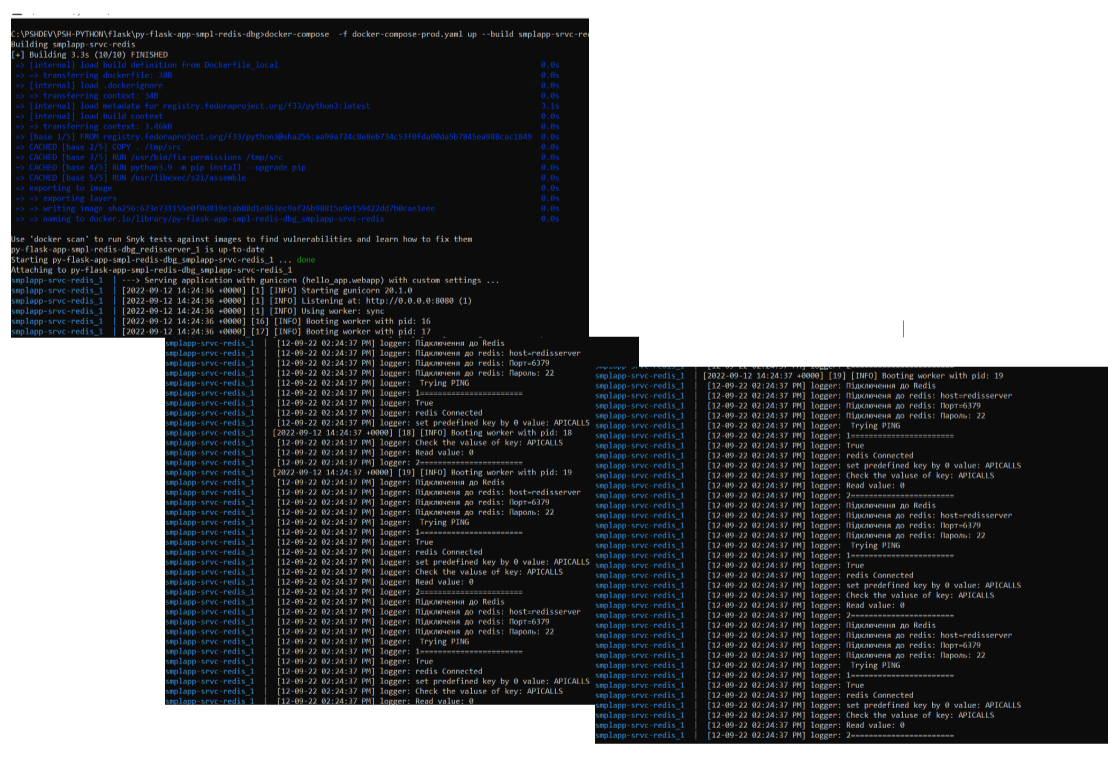 C:\PSHDEV\PSH-PYTHON\flask\py-flask-app-smpl-redis-dbg>docker-compose -f docker-compose-prod.yaml up --build smplapp-srvc-re
Building smplapp-srvc-redis
[+] Building 3.3s (10/10) FINISHED
=> [internal] load build definition from Dockerfile_local 0.0s
=> => transferring dockerfile: 38B 0.0s
=> [internal] load .dockerignore 0.0s
=> => transferring context: 34B 0.0s
=> [internal] load metadata for registry.fedoraproject.org/f33/python3:latest 3.1s
=> [internal] load build context 0.0s
=> => transferring context: 3.46kB 0.0s
=> [base 1/5] FROM 0.0s
=> CACHED [base 2/5] COPY . /tmp/src 0.0s
=> CACHED [base 3/5] RUN /usr/bin/fix-permissions /tmp/src 0.0s
=> CACHED [base 4/5] RUN python3.9 -m pip install --upgrade pip 0.0s
=> CACHED [base 5/5] RUN /usr/libexec/s2i/assemble 0.0s
=> exporting to image 0.0s
=> => exporting layers 0.0s
=> => writing image 0.0s
=> => naming to docker.io/library/py-flask-app-smpl-redis-dbg_smplapp-srvc-redis 0.0s
Use 'docker scan' to run Snyk tests against images to find vulnerabilities and learn how to fix them
py-flask-app-smpl-redis-dbg_redisserver_1 is up-to-date
Starting py-flask-app-smpl-redis-dbg_smplapp-srvc-redis_1 ... done
Attaching to py-flask-app-smpl-redis-dbg_smplapp-srvc-redis_1
smplapp-srvc-redis_1 | ---> Serving application with gunicorn (hello_app.webapp) with custom settings ...
smplapp-srvc-redis_1 | [2022-09-12 14:24:36 +0000] [1] [INFO] Starting gunicorn 20.1.0
smplapp-srvc-redis_1 | [2022-09-12 14:24:36 +0000] [1] [INFO] Listening at: http://0.0.0.0:8080 (1)
smplapp-srvc-redis_1 | [2022-09-12 14:24:36 +0000] [1] [INFO] Using worker: sync
smplapp-srvc-redis_1 | [2022-09-12 14:24:36 +0000] [16] [INFO] Booting worker with pid: 16
smplapp-srvc-redis_1 | [2022-09-12 14:24:36 +0000] [17] [INFO] Booting worker with pid: 17
smplapp-srvc-redis_1 | [12-09-22 02:24:37 PM] logger: Підключення до Redis
smplapp-srvc-redis_1 | [12-09-22 02:24:37 PM] logger: Підключеня до redis: host=redisserver
smplapp-srvc-redis_1 | [12-09-22 02:24:37 PM] logger: Підключеня до redis: Порт=6379
smplapp-srvc-redis_1 | [12-09-22 02:24:37 PM] logger: Підключеня до redis: Пароль: 22
smplapp-srvc-redis_1 | [12-09-22 02:24:37 PM] logger: Trying PING
smplapp-srvc-redis_1 | [12-09-22 02:24:37 PM] logger: 1=======================
smplapp-srvc-redis_1 | [12-09-22 02:24:37 PM] logger: True
smplapp-srvc-redis_1 | [12-09-22 02:24:37 PM] logger: redis Connected
smplapp-srvc-redis_1 | [12-09-22 02:24:37 PM] logger: set predefined key by 0 value: APICALLS
smplapp-srvc-redis_1 | [2022-09-12 14:24:37 +0000] [18] [INFO] Booting worker with pid: 18
smplapp-srvc-redis_1 | [12-09-22 02:24:37 PM] logger: Check the valuse of key: APICALLS
smplapp-srvc-redis_1 | [12-09-22 02:24:37 PM] logger: Read value: 0
smplapp-srvc-redis_1 | [12-09-22 02:24:37 PM] logger: 2=======================
smplapp-srvc-redis_1 | [2022-09-12 14:24:37 +0000] [19] [INFO] Booting worker with pid: 19
smplapp-srvc-redis_1 | [12-09-22 02:24:37 PM] logger: Підключення до Redis
smplapp-srvc-redis_1 | [12-09-22 02:24:37 PM] logger: Підключеня до redis: host=redisserver
smplapp-srvc-redis_1 | [12-09-22 02:24:37 PM] logger: Підключеня до redis: Порт=6379
smplapp-srvc-redis_1 | [12-09-22 02:24:37 PM] logger: Підключеня до redis: Пароль: 22
smplapp-srvc-redis_1 | [12-09-22 02:24:37 PM] logger: Trying PING
smplapp-srvc-redis_1 | [12-09-22 02:24:37 PM] logger: 1=======================
smplapp-srvc-redis_1 | [12-09-22 02:24:37 PM] logger: True
smplapp-srvc-redis_1 | [12-09-22 02:24:37 PM] logger: redis Connected
smplapp-srvc-redis_1 | [12-09-22 02:24:37 PM] logger: set predefined key by 0 value: APICALLS
smplapp-srvc-redis_1 | [12-09-22 02:24:37 PM] logger: Check the valuse of key: APICALLS
smplapp-srvc-redis_1 | [12-09-22 02:24:37 PM] logger: Read value: 0
smplapp-srvc-redis_1 | [12-09-22 02:24:37 PM] logger: 2=======================
smplapp-srvc-redis_1 | [12-09-22 02:24:37 PM] logger: Підключення до Redis
smplapp-srvc-redis_1 | [12-09-22 02:24:37 PM] logger: Підключеня до redis: host=redisserver
smplapp-srvc-redis_1 | [12-09-22 02:24:37 PM] logger: Підключеня до redis: Порт=6379
smplapp-srvc-redis_1 | [12-09-22 02:24:37 PM] logger: Підключеня до redis: Пароль: 22
smplapp-srvc-redis_1 | [12-09-22 02:24:37 PM] logger: Trying PING
smplapp-srvc-redis_1 | [12-09-22 02:24:37 PM] logger: 1=======================
smplapp-srvc-redis_1 | [12-09-22 02:24:37 PM] logger: True
smplapp-srvc-redis_1 | [12-09-22 02:24:37 PM] logger: redis Connected
smplapp-srvc-redis_1 | [12-09-22 02:24:37 PM] logger: set predefined key by 0 value: APICALLS
smplapp-srvc-redis_1 | [12-09-22 02:24:37 PM] logger: Check the valuse of key: APICALLS
smplapp-srvc-redis_1 | [12-09-22 02:24:37 PM] logger: Read value: 0
smplapp-srvc-redis_1 | [2022-09-12 14:24:37 +0000] [19] [INFO] Booting worker with pid: 19
smplapp-srvc-redis_1 | [12-09-22 02:24:37 PM] logger: Підключення до Redis
smplapp-srvc-redis_1 | [12-09-22 02:24:37 PM] logger: Підключеня до redis: host=redisserver
smplapp-srvc-redis_1 | [12-09-22 02:24:37 PM] logger: Підключеня до redis: Порт=6379
smplapp-srvc-redis_1 | [12-09-22 02:24:37 PM] logger: Підключеня до redis: Пароль: 22
smplapp-srvc-redis_1 | [12-09-22 02:24:37 PM] logger: Trying PING
smplapp-srvc-redis_1 | [12-09-22 02:24:37 PM] logger: 1=======================
smplapp-srvc-redis_1 | [12-09-22 02:24:37 PM] logger: True
smplapp-srvc-redis_1 | [12-09-22 02:24:37 PM] logger: redis Connected
smplapp-srvc-redis_1 | [12-09-22 02:24:37 PM] logger: set predefined key by 0 value: APICALLS
smplapp-srvc-redis_1 | [12-09-22 02:24:37 PM] logger: Check the valuse of key: APICALLS
smplapp-srvc-redis_1 | [12-09-22 02:24:37 PM] logger: Read value: 0
smplapp-srvc-redis_1 | [12-09-22 02:24:37 PM] logger: 2=======================
smplapp-srvc-redis_1 | [12-09-22 02:24:37 PM] logger: Підключення до Redis
smplapp-srvc-redis_1 | [12-09-22 02:24:37 PM] logger: Підключеня до redis: host=redisserver
smplapp-srvc-redis_1 | [12-09-22 02:24:37 PM] logger: Підключеня до redis: Порт=6379
smplapp-srvc-redis_1 | [12-09-22 02:24:37 PM] logger: Підключеня до redis: Пароль: 22
smplapp-srvc-redis_1 | [12-09-22 02:24:37 PM] logger: Trying PING
smplapp-srvc-redis_1 | [12-09-22 02:24:37 PM] logger: 1=======================
smplapp-srvc-redis_1 | [12-09-22 02:24:37 PM] logger: True
smplapp-srvc-redis_1 | [12-09-22 02:24:37 PM] logger: redis Connected
smplapp-srvc-redis_1 | [12-09-22 02:24:37 PM] logger: set predefined key by 0 value: APICALLS
smplapp-srvc-redis_1 | [12-09-22 02:24:37 PM] logger: Check the valuse of key: APICALLS
smplapp-srvc-redis_1 | [12-09-22 02:24:37 PM] logger: Read value: 0
smplapp-srvc-redis_1 | [12-09-22 02:24:37 PM] logger: 2=======================
smplapp-srvc-redis_1 | [12-09-22 02:24:37 PM] logger: Підключення до Redis
smplapp-srvc-redis_1 | [12-09-22 02:24:37 PM] logger: Підключеня до redis: host=redisserver
smplapp-srvc-redis_1 | [12-09-22 02:24:37 PM] logger: Підключеня до redis: Порт=6379
smplapp-srvc-redis_1 | [12-09-22 02:24:37 PM] logger: Підключеня до redis: Пароль: 22
smplapp-srvc-redis_1 | [12-09-22 02:24:37 PM] logger: Trying PING
smplapp-srvc-redis_1 | [12-09-22 02:24:37 PM] logger: 1=======================
smplapp-srvc-redis_1 | [12-09-22 02:24:37 PM] logger: True
smplapp-srvc-redis_1 | [12-09-22 02:24:37 PM] logger: redis Connected
smplapp-srvc-redis_1 | [12-09-22 02:24:37 PM] logger: set predefined key by 0 value: APICALLS
smplapp-srvc-redis_1 | [12-09-22 02:24:37 PM] logger: Check the valuse of key: APICALLS
smplapp-srvc-redis_1 | [12-09-22 02:24:37 PM] logger: Read value: 0
smplapp-srvc-redis_1 | [12-09-22 02:24:37 PM] logger: 2=======================